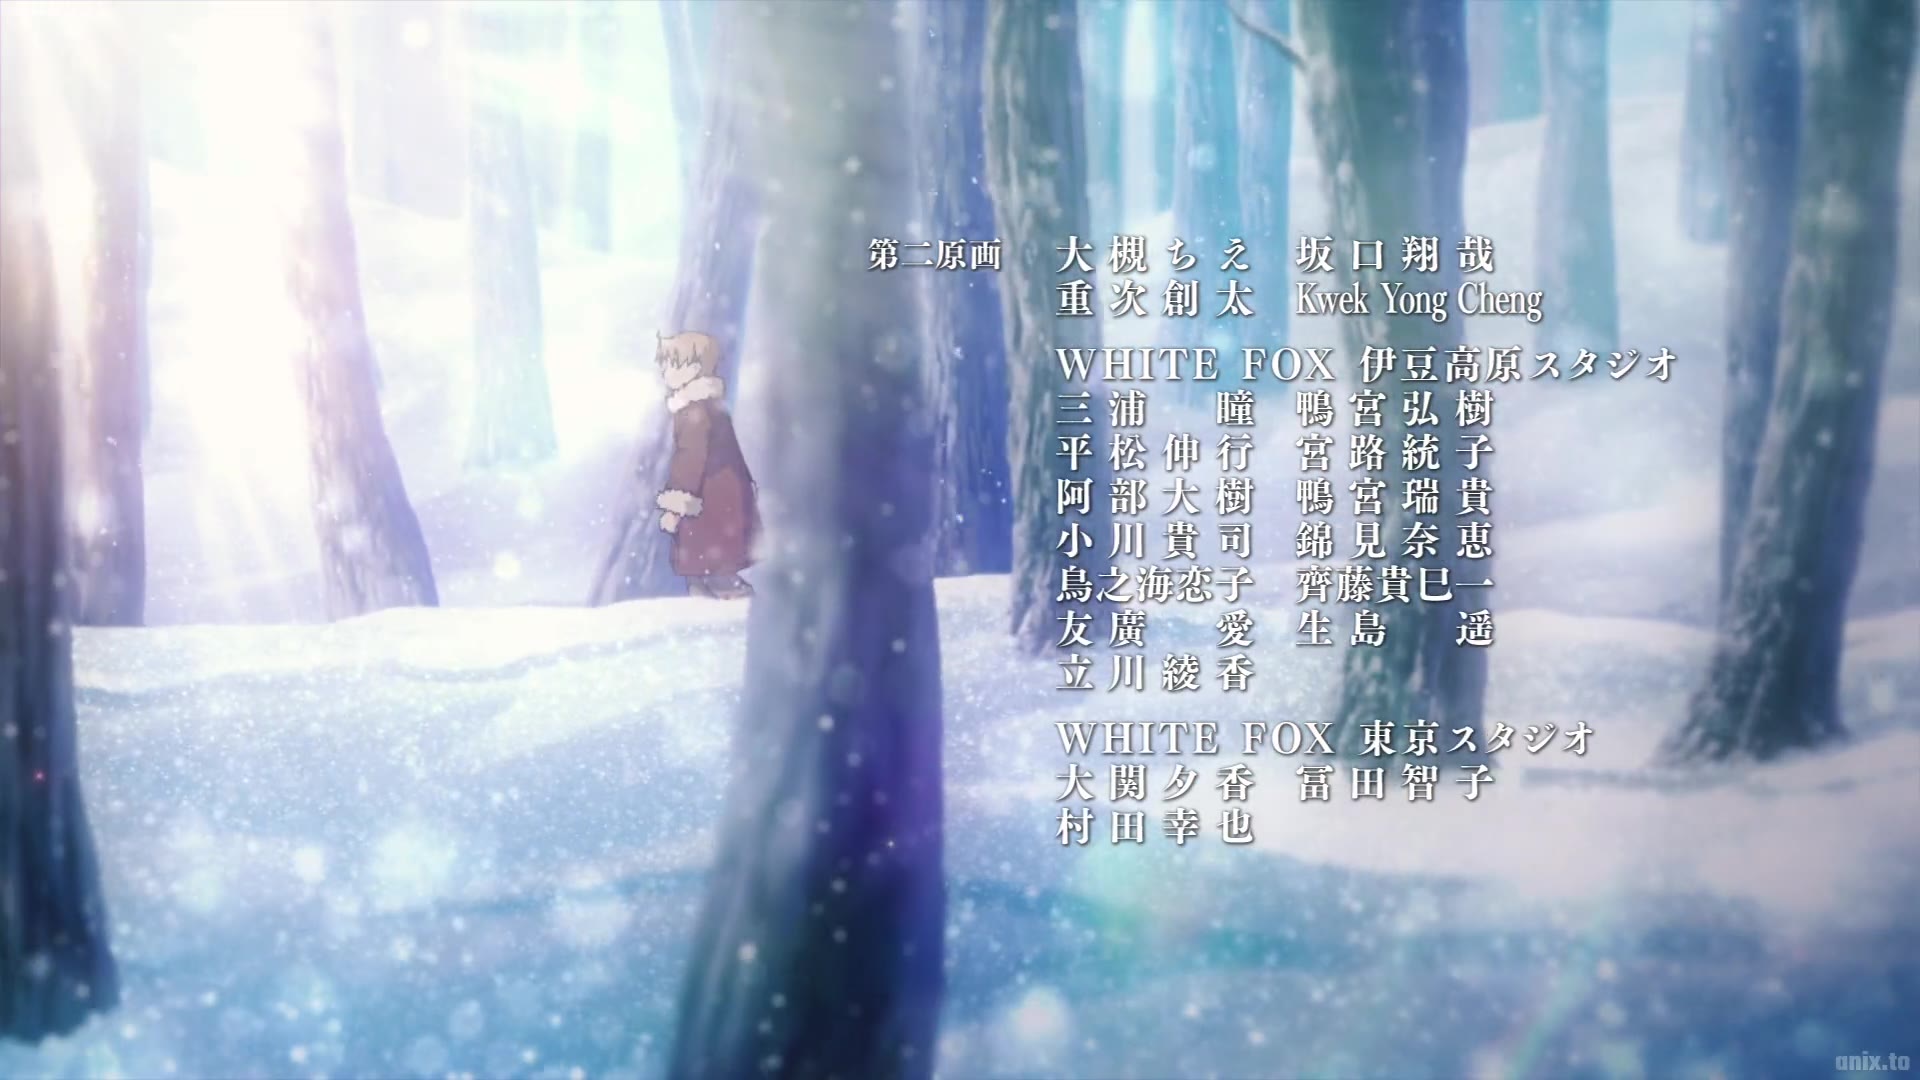 第二原画 大槻ちえ 坂口翔哉
重次創太 Kwek Yong Cheng
WHITE FOX 伊豆高原スタジオ
三浦 瞳 鴨宮弘樹
平松伸行 宮路統子
阿部大樹 鴨宮瑞貴
小川貴司 錦見奈恵
鳥之海恋子 齊藤貴巳一
友廣 愛 生島 遥
立川綾香
WHITE FOX 東京スタジオ
大関夕香 冨田智子
村田幸也
anix.to